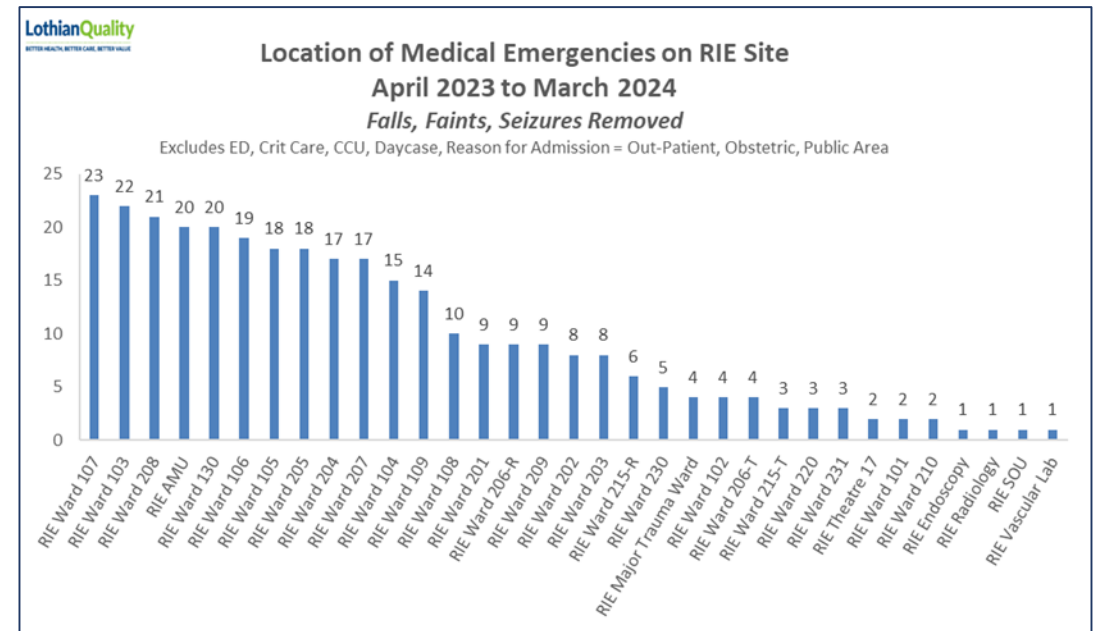 LothianQuality
BETTER HEALTH, BETTER CARE, BETTER VALUE
Location of Medical Emergencies on RIE Site
April 2023 to March 2024
Falls, Faints, Seizures Removed
Excludes ED, Crit Care, CCU, Daycase, Reason for Admission = Out-Patient, Obstetric, Public Area
25
20
15
10
5
0
23
22
21
20
20
19
18
18
17
17
15
14
10
9
9
9
8
8
6
5
4
4
4
3
3
3
2
2
2
1
1
1
1
RIE Ward 107
RIE Ward 103
RIE Ward 208
RIE AMU
RIE Ward 130
RIE Ward 106
RIE Ward 105
RIE Ward 205
RIE Ward 204
RIE Ward 207
RIE Ward 104
RIE Ward 109
RIE Ward 108
RIE Ward 201
RIE Ward 206-R
RIE Ward 209
RIE Ward 202
RIE Ward 203
RIE Ward 215-R
RIE Ward 230
RIE Major Trauma Ward
RIE Ward 102
RIE Ward 206-T
RIE Ward 215-T
RIE Ward 220
RIE Ward 231
RIE Theatre 17
RIE Ward 101
RIE Ward 210
RIE Endoscopy
RIE Radiology
RIE SOU
RIE Vascular Lab